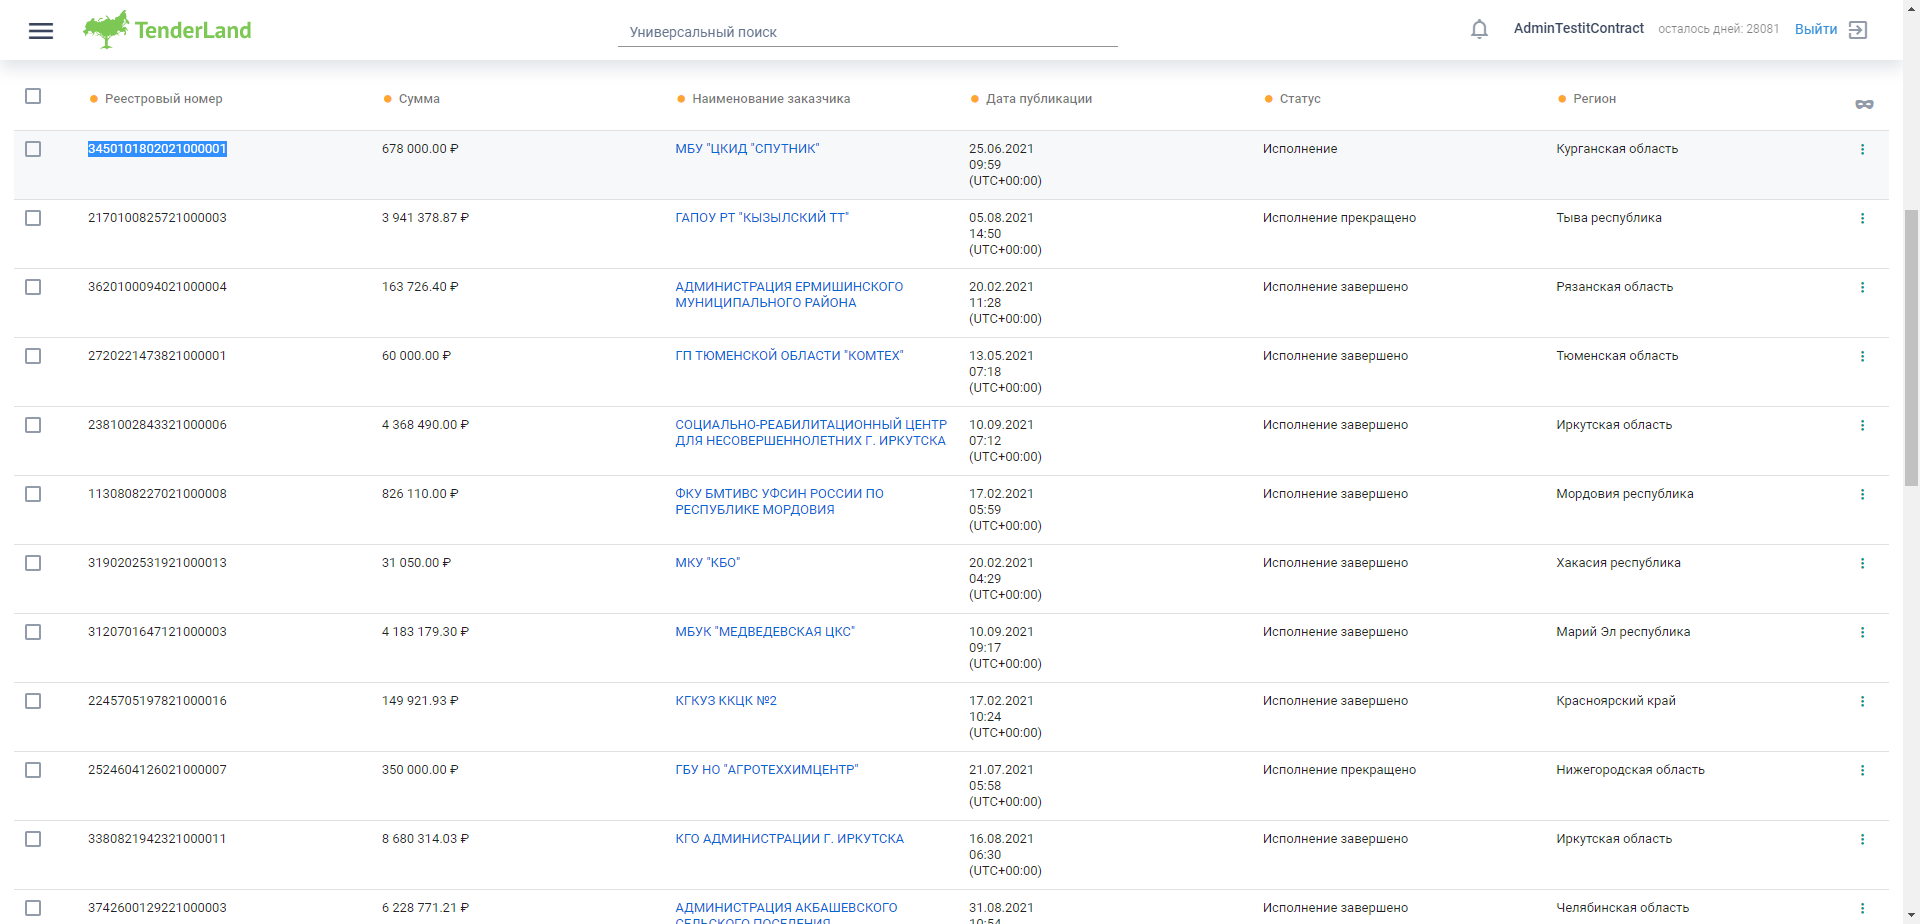 TenderLand
Универсальный поиск
AdminTestitContract
осталось дней: 28081
Выйти
Реестровый номер
Сумма
Наименование заказчика
Дата публикации
Статус
Регион
3450101802021000001
678 000.00 ₽
МБУ "ЦКИД "СПУТНИК"
25.06.2021
09:59
(UTC+00:00)
Исполнение
Курганская область
2170100825721000003
3 941 378.87 ₽
ГАПОУ РТ "КЫЗЫЛСКИЙ ТТ"
05.08.2021
14:50
(UTC+00:00)
Исполнение прекращено
Тыва республика
3620100094021000004
163 726.40 ₽
АДМИНИСТРАЦИЯ ЕРМИШИНСКОГО
МУНИЦИПАЛЬНОГО РАЙОНА
20.02.2021
11:28
(UTC+00:00)
Исполнение завершено
Рязанская область
2720221473821000001
60 000.00 ₽
ГП ТЮМЕНСКОЙ ОБЛАСТИ "КОМТЕХ"
13.05.2021
07:18
(UTC+00:00)
Исполнение завершено
Тюменская область
2381002843321000006
4 368 490.00 ₽
СОЦИАЛЬНО-РЕАБИЛИТАЦИОННЫЙ ЦЕНТР
ДЛЯ НЕСОВЕРШЕННОЛЕТНИХ Г. ИРКУТСКА
10.09.2021
07:12
(UTC+00:00)
Исполнение завершено
Иркутская область
1130808227021000008
826 110.00 ₽
ФКУ БМТИВС УФСИН РОССИИ ПО
РЕСПУБЛИКЕ МОРДОВИЯ
17.02.2021
05:59
(UTC+00:00)
Исполнение завершено
Мордовия республика
3190202531921000013
31 050.00 ₽
МКУ "КБО"
20.02.2021
04:29
(UTC+00:00)
Исполнение завершено
Хакасия республика
3120701647121000003
4 183 179.30 ₽
МБУК "МЕДВЕДЕВСКАЯ ЦКС"
10.09.2021
09:17
(UTC+00:00)
Исполнение завершено
Марий Эл республика
2245705197821000016
149 921.93 ₽
КГКУЗ ККЦК №2
17.02.2021
10:24
(UTC+00:00)
Исполнение завершено
Красноярский край
2524604126021000007
350 000.00 ₽
ГБУ НО "АГРОТЕХХИМЦЕНТР"
21.07.2021
05:58
(UTC+00:00)
Исполнение прекращено
Нижегородская область
3380821942321000011
8 680 314.03 ₽
КГО АДМИНИСТРАЦИИ Г. ИРКУТСКА
16.08.2021
06:30
(UTC+00:00)
Исполнение завершено
Иркутская область
3742600129221000003
6 228 771.21 ₽
АДМИНИСТРАЦИЯ АКБАШЕВСКОГО
СЕЛЬСКОГО ПОСЕЛЕНИЯ
31.08.2021
10:54
Исполнение завершено
Челябинская область